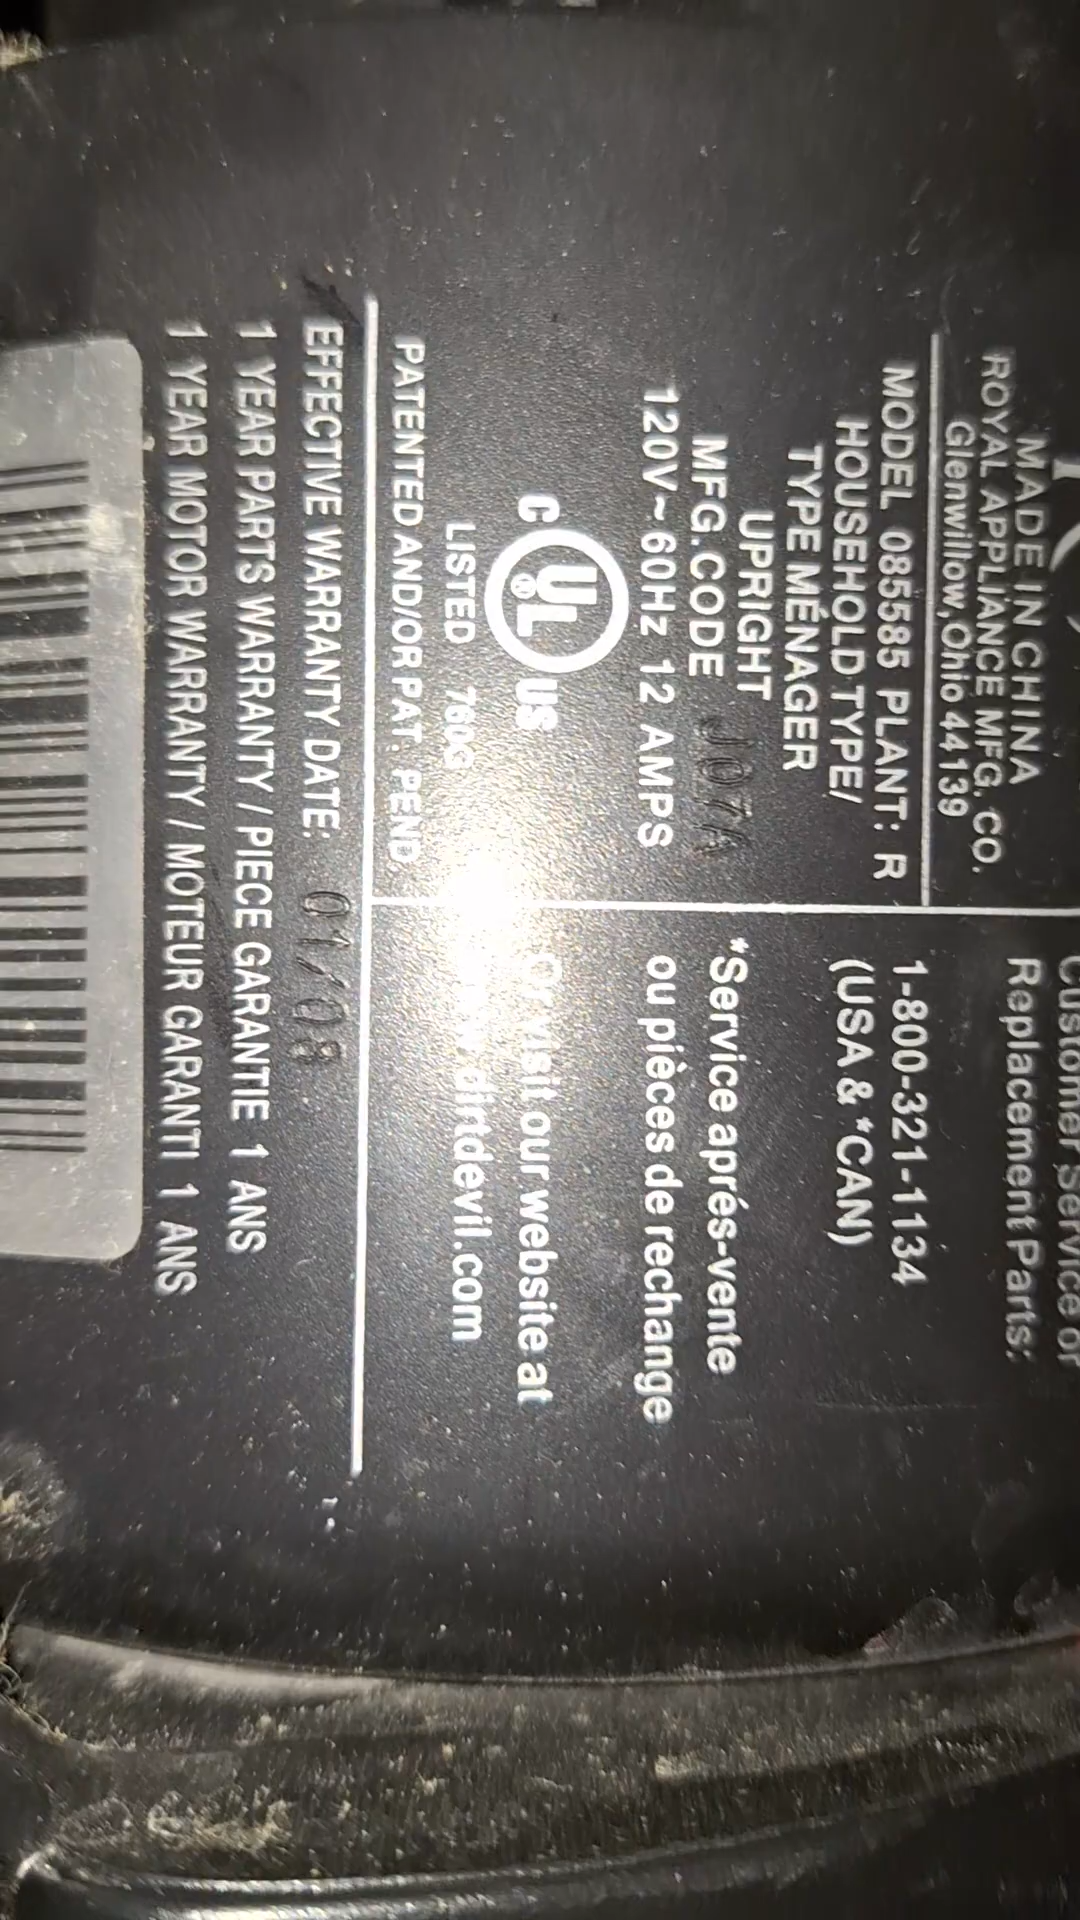 MADE IN CHINA
ROYAL APPLIANCE MFG. CO.
Glenwillow, Ohio 44139
MODEL 085585 PLANT: R
HOUSEHOLD TYPE/
TYPE MÉNAGER
UPRIGHT
MFG. CODE J07A
120V~60Hz 12 AMPS
C UL ® US
LISTED 760G
PATENTED AND/OR PAT. PEND
Customer Service or
Replacement Parts:
1-800-321-1134
(USA & *CAN)
*Service aprés-vente
ou pièces de rechange
Or visit our website at
dirtdevil.com
EFFECTIVE WARRANTY DATE: 01/08
1 YEAR PARTS WARRANTY / PIECE GARANTIE 1 ANS
1 YEAR MOTOR WARRANTY / MOTEUR GARANTI 1 ANS